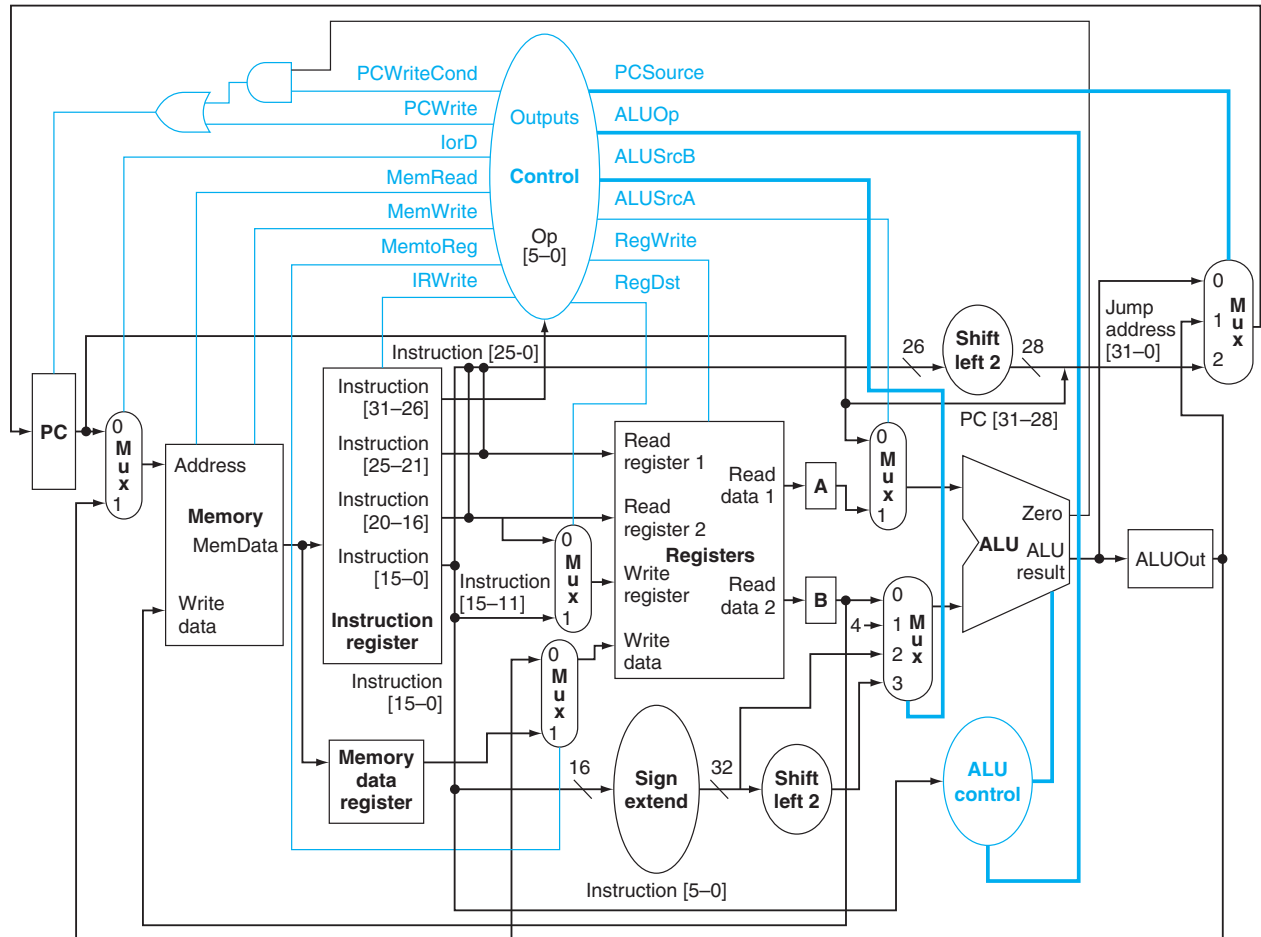 PCWriteCond
PCWrite
IorD
MemRead
MemWrite
MemtoReg
IRWrite
Outputs
Control
Op
[5–0]
PCSource
ALUOp
ALUSrcB
ALUSrcA
RegWrite
RegDst
PC
0
M
u
x
1
Address
Memory
MemData
Write
data
Instruction [25-0]
Instruction
[31–26]
Instruction
[25–21]
Instruction
[20–16]
Instruction
[15–0]
Instruction
register
Instruction
[15–0]
Memory
data
register
Instruction
[15–11]
0
M
u
x
1
0
M
u
x
1
Read
register 1
Read
register 2
Write
register
Write
data
Registers
Read
data 1
Read
data 2
16
Sign
extend
32
Shift
left 2
Instruction [5–0]
A
B
4
0
M
u
x
1
0
1
2
3
M
u
x
26
Shift
left 2
28
PC [31–28]
Jump
address
[31–0]
Zero
ALU
ALU
result
ALUOut
ALU
control
0
1
2
M
u
x